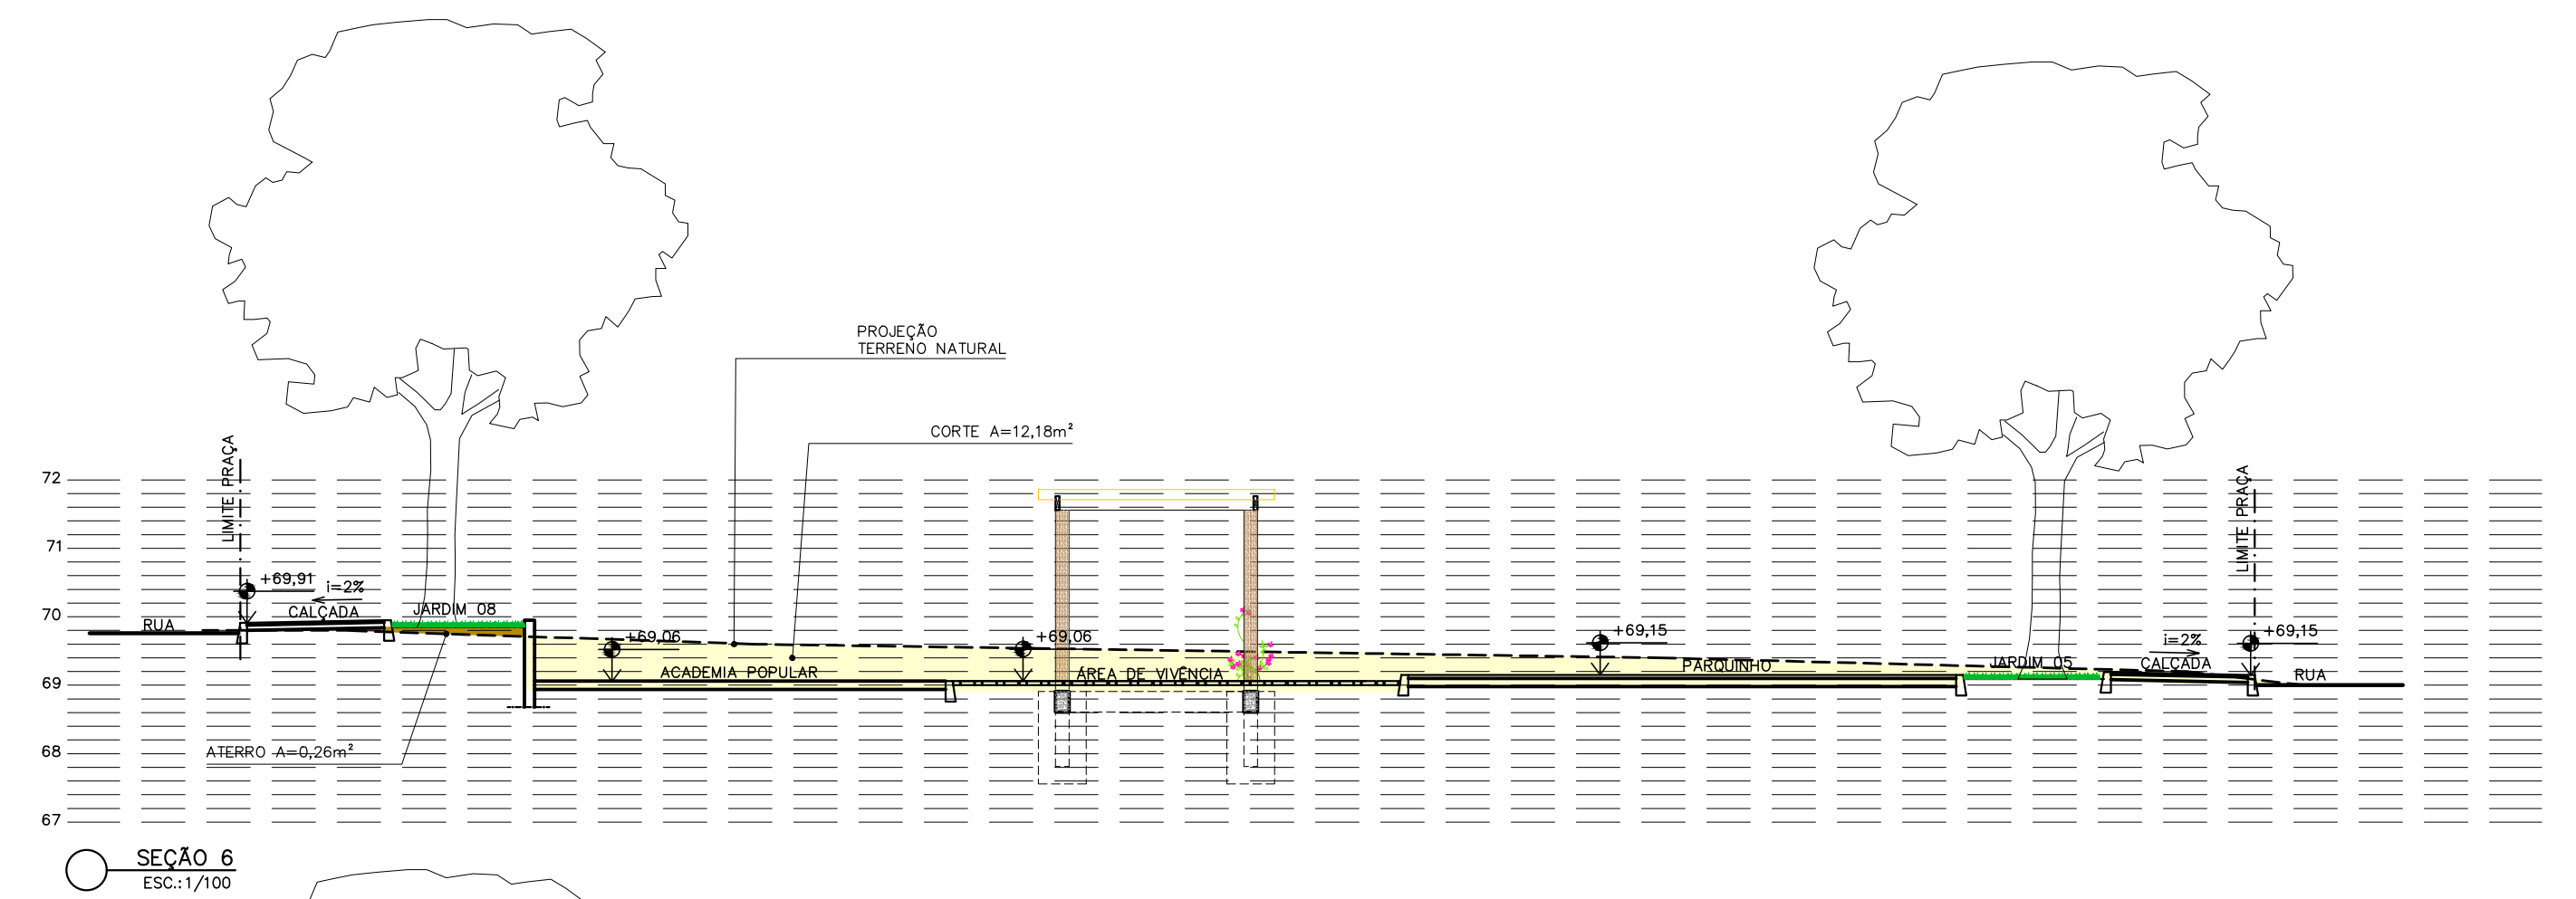 PROJEÇÃO
TERRENO NATURAL
CORTE A=12,18m²
LIMITE PRAÇA
LIMITE PRAÇA
72
71
70
69
68
67
+69,91
i=2%
CALÇADA
JARDIM 08
RUA
+69,06
+69,06
+69,15
i=2%
+69,15
ACADEMIA POPULAR
ÁREA DE VIVÊNCIA
PARQUINHO
JARDIM 05
CALÇADA
RUA
ATERRO A=0,26m²
SEÇÃO 6
ESC.:1/100